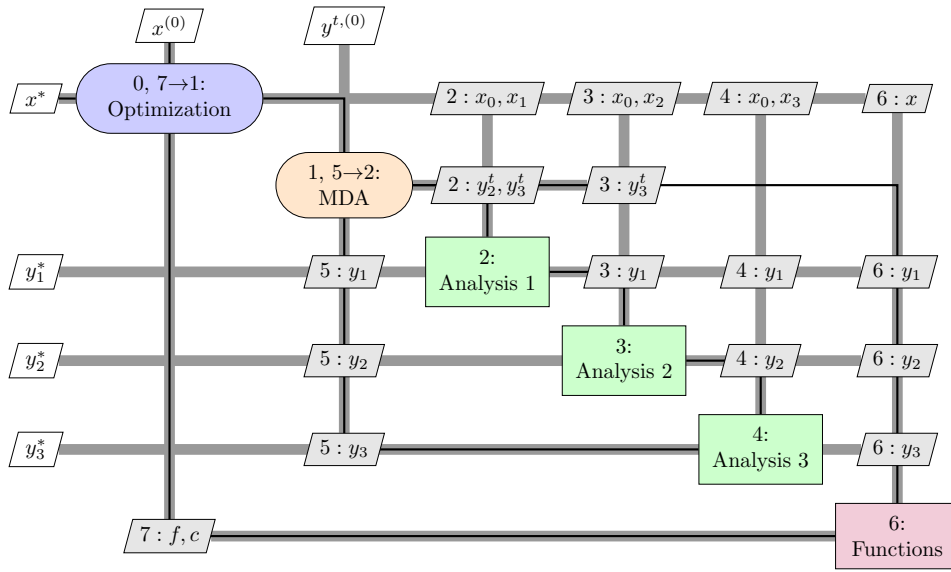 x^{(0)}
y^{t,(0)}
x^*
0, 7→1:
Optimization
2 : x_0, x_1
3 : x_0, x_2
4 : x_0, x_3
6 : x
1, 5→2:
MDA
2 : y_2^t, y_3^t
3 : y_3^t
y_1^*
5 : y_1
2:
Analysis 1
3 : y_1
4 : y_1
6 : y_1
y_2^*
5 : y_2
3:
Analysis 2
4 : y_2
6 : y_2
y_3^*
5 : y_3
4:
Analysis 3
6 : y_3
7 : f, c
6:
Functions